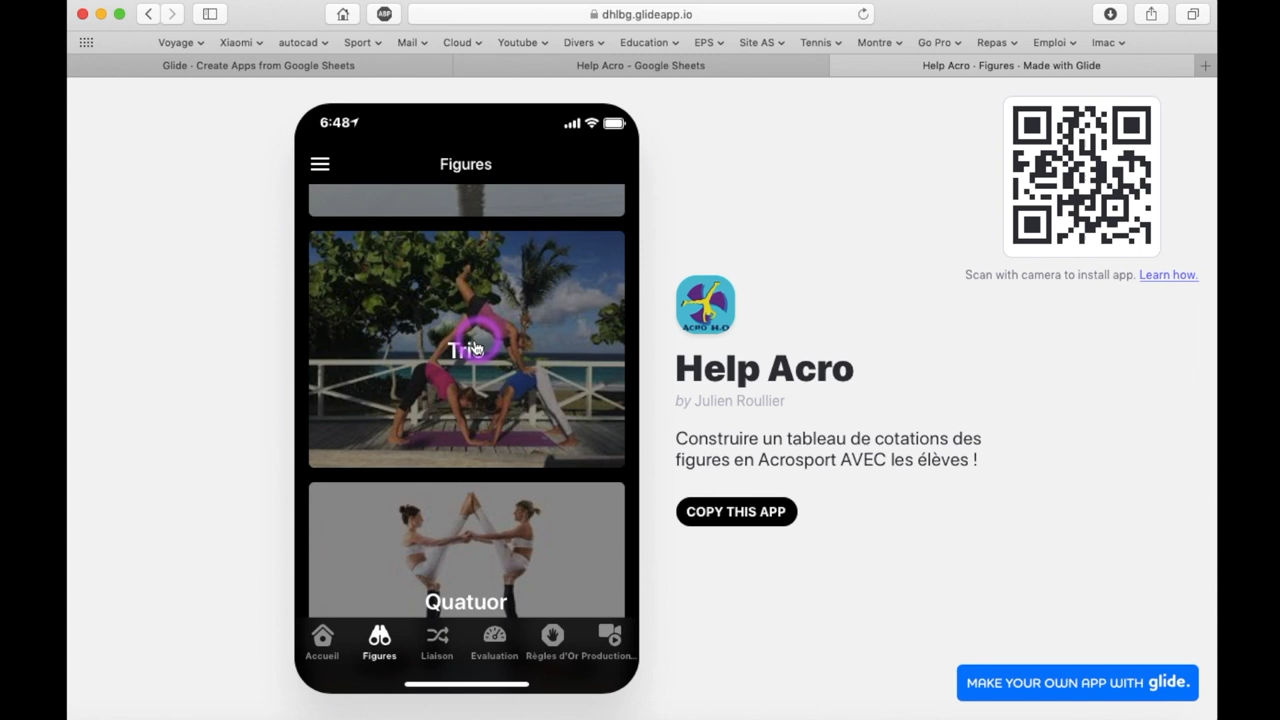 dhlbg.glideapp.io
ABP
Voyage Xiaomi autocad Sport Mail Cloud Youtube Divers Education EPS Site AS Tennis Montre Go Pro Repas Emploi Imac
Glide · Create Apps from Google Sheets
Help Acro - Google Sheets
Help Acro · Figures · Made with Glide
6:48
Figures
Trio
Quatuor
Accueil
Figures
Liaison
Evaluation
Règles d'Or
Production...
Scan with camera to install app. Learn how.
ACRO H.O
Help Acro
by Julien Roullier
Construire un tableau de cotations des
figures en Acrosport AVEC les élèves !
COPY THIS APP
MAKE YOUR OWN APP WITH glide.